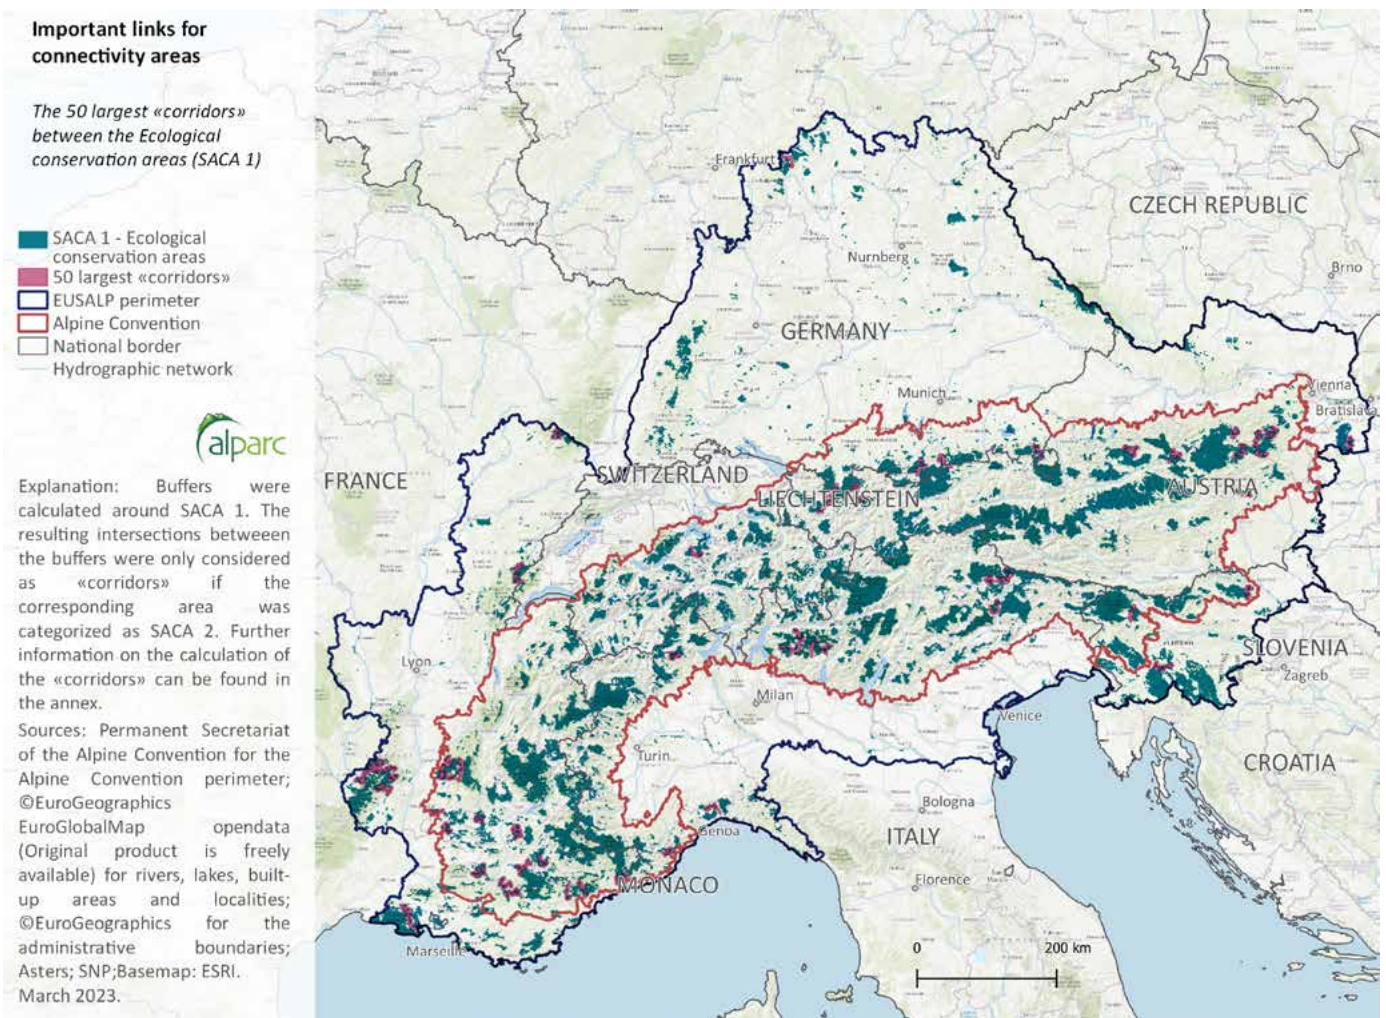 Important links for
connectivity areas
The 50 largest «corridors»
between the Ecological
conservation areas (SACA 1)
SACA 1 - Ecological
conservation areas
50 largest «corridors»
EUSALP perimeter
Alpine Convention
National border
Hydrographic network
alparc
Explanation: Buffers were
calculated around SACA 1. The
resulting intersections betweeen
the buffers were only considered
as «corridors» if the
corresponding area was
categorized as SACA 2. Further
information on the calculation of
the «corridors» can be found in
the annex.
Sources: Permanent Secretariat
of the Alpine Convention for the
Alpine Convention perimeter;
©EuroGeographics
EuroGlobalMap opendata
(Original product is freely
available) for rivers, lakes, built-
up areas and localities;
©EuroGeographics for the
administrative boundaries;
Asters; SNP;Basemap: ESRI.
March 2023.
Frankfurt
CZECH REPUBLIC
Nurnberg
Brno
GERMANY
Munich
Vienna
Bratislava
FRANCE
SWITZERLAND
LIECHTENSTEIN
AUSTRIA
Lyon
SLOVENIA
Zagreb
Milan
Venice
Turin
CROATIA
Bologna
Genoa
ITALY
MONACO
Florence
Marseille
0 200 km